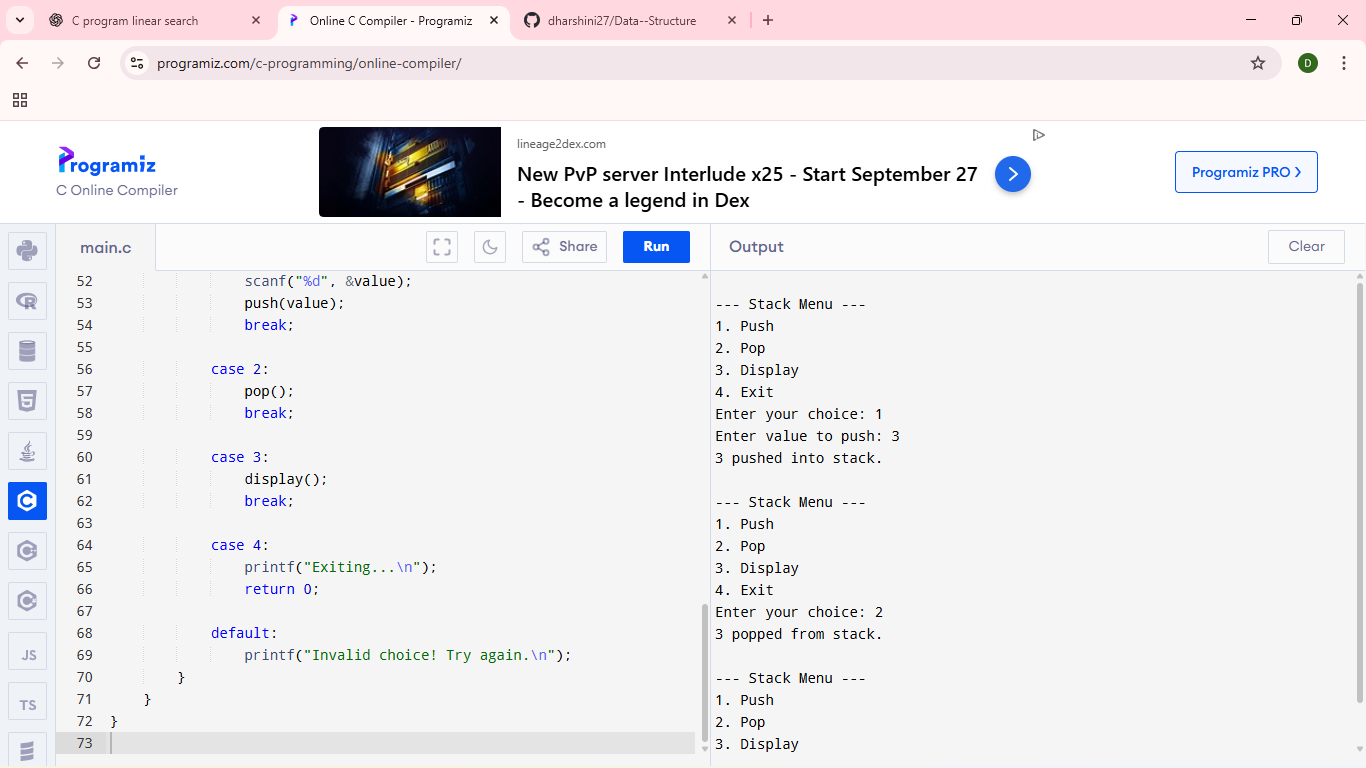 C program linear search
Online C Compiler - Programiz
dharshini27/Data--Structure
programiz.com/c-programming/online-compiler/
D
Programiz
C Online Compiler
lineage2dex.com
New PvP server Interlude x25 - Start September 27
- Become a legend in Dex
Programiz PRO
main.c
Share
Run
Output
Clear
52 scanf("%d", &value);
53 push(value);
54 break;
55
56 case 2:
57 pop();
58 break;
59
60 case 3:
61 display();
62 break;
63
64 case 4:
65 printf("Exiting...\n");
66 return 0;
67
68 default:
69 printf("Invalid choice! Try again.\n");
70 }
71 }
72 }
73
JS
TS
--- Stack Menu ---
1. Push
2. Pop
3. Display
4. Exit
Enter your choice: 1
Enter value to push: 3
3 pushed into stack.
--- Stack Menu ---
1. Push
2. Pop
3. Display
4. Exit
Enter your choice: 2
3 popped from stack.
--- Stack Menu ---
1. Push
2. Pop
3. Display